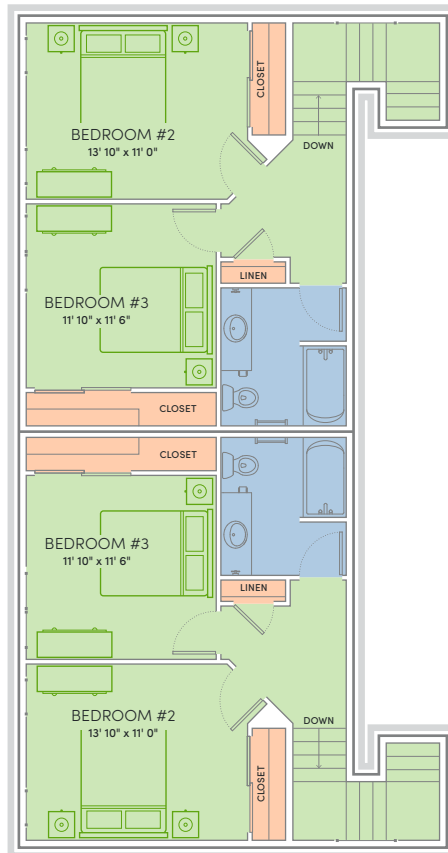 CLOSET
BEDROOM #2
13' 10" x 11' 0"
DOWN
LINEN
BEDROOM #3
11' 10" x 11' 6"
CLOSET
CLOSET
BEDROOM #3
11' 10" x 11' 6"
LINEN
BEDROOM #2
13' 10" x 11' 0"
DOWN
CLOSET